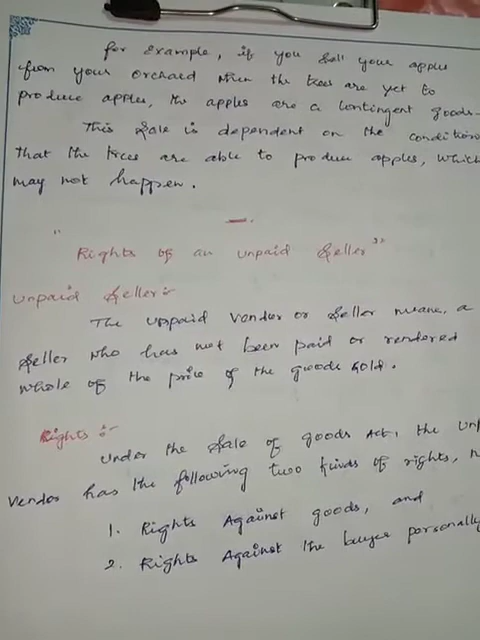 for Example, if you sell your apples
from your orchard when the trees are yet to
produce apples, the apples are a contingent goods.
This sale is dependent on the condition
that the trees are able to produce apples, which
may not happen.
"Rights of an unpaid seller"
unpaid seller:-
The unpaid vendor or seller means, a
seller who has not been paid or rendered
whole of the price of the goods sold.
Rights :-
Under the sale of goods Act, the
vendor has the following two kinds of rights,
1. Rights Against goods, and
2. Rights Against the buyer personally